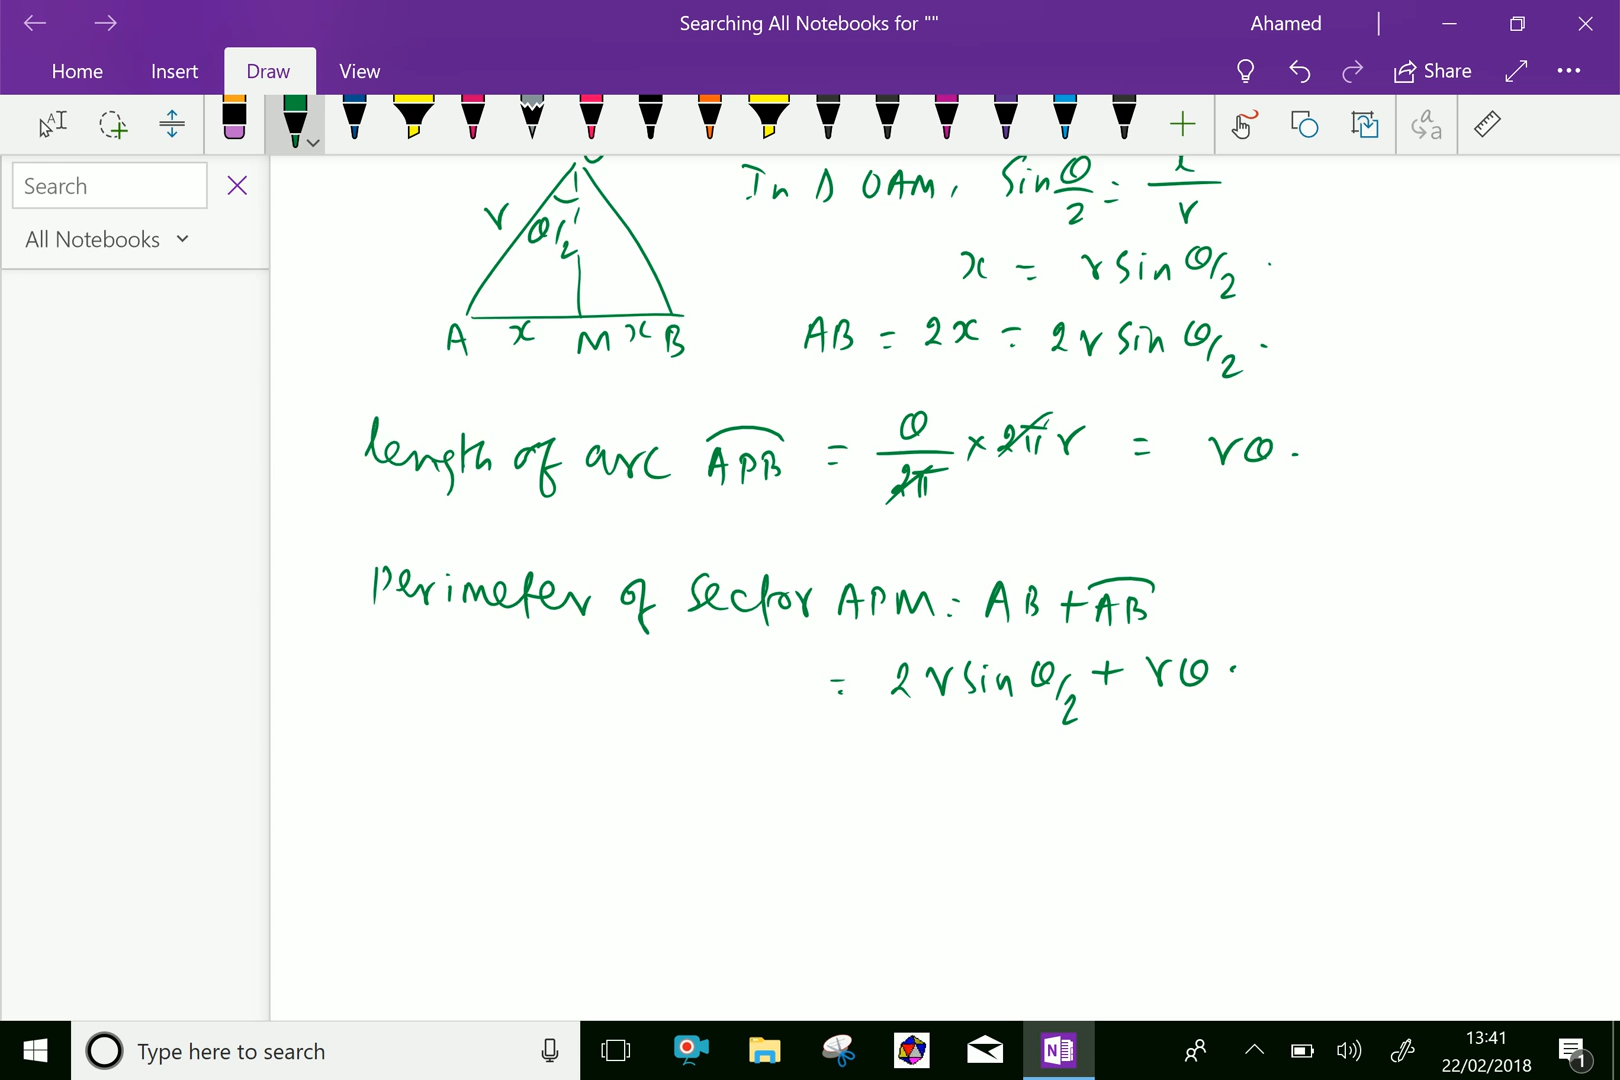 Searching All Notebooks for ""
Ahamed
Home Insert Draw View
Share
Search
All Notebooks
In Δ OAM, Sin θ/2 = x/r
r
θ/2
x = r sin θ/2 .
A x M x B
AB = 2x = 2r sin θ/2 .
length of arc APB = θ/2π × 2π r = rθ .
Perimeter of Sector APM = AB + AB
= 2r sin θ/2 + rθ .
Type here to search
13:41
22/02/2018
1